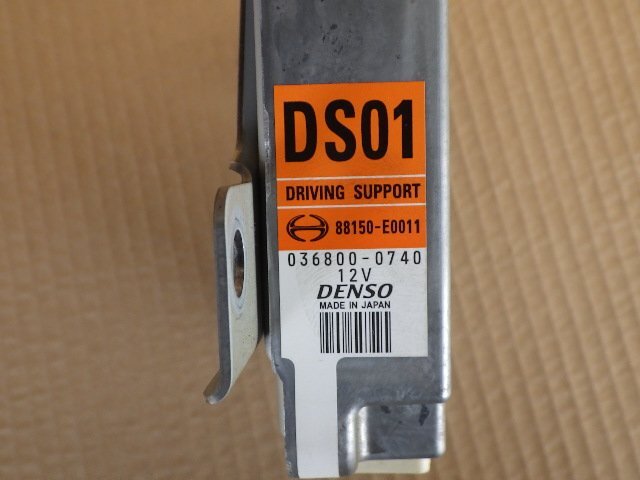 DS01
DRIVING SUPPORT
88150-E0011
036800-0740
12V
DENSO
MADE IN JAPAN